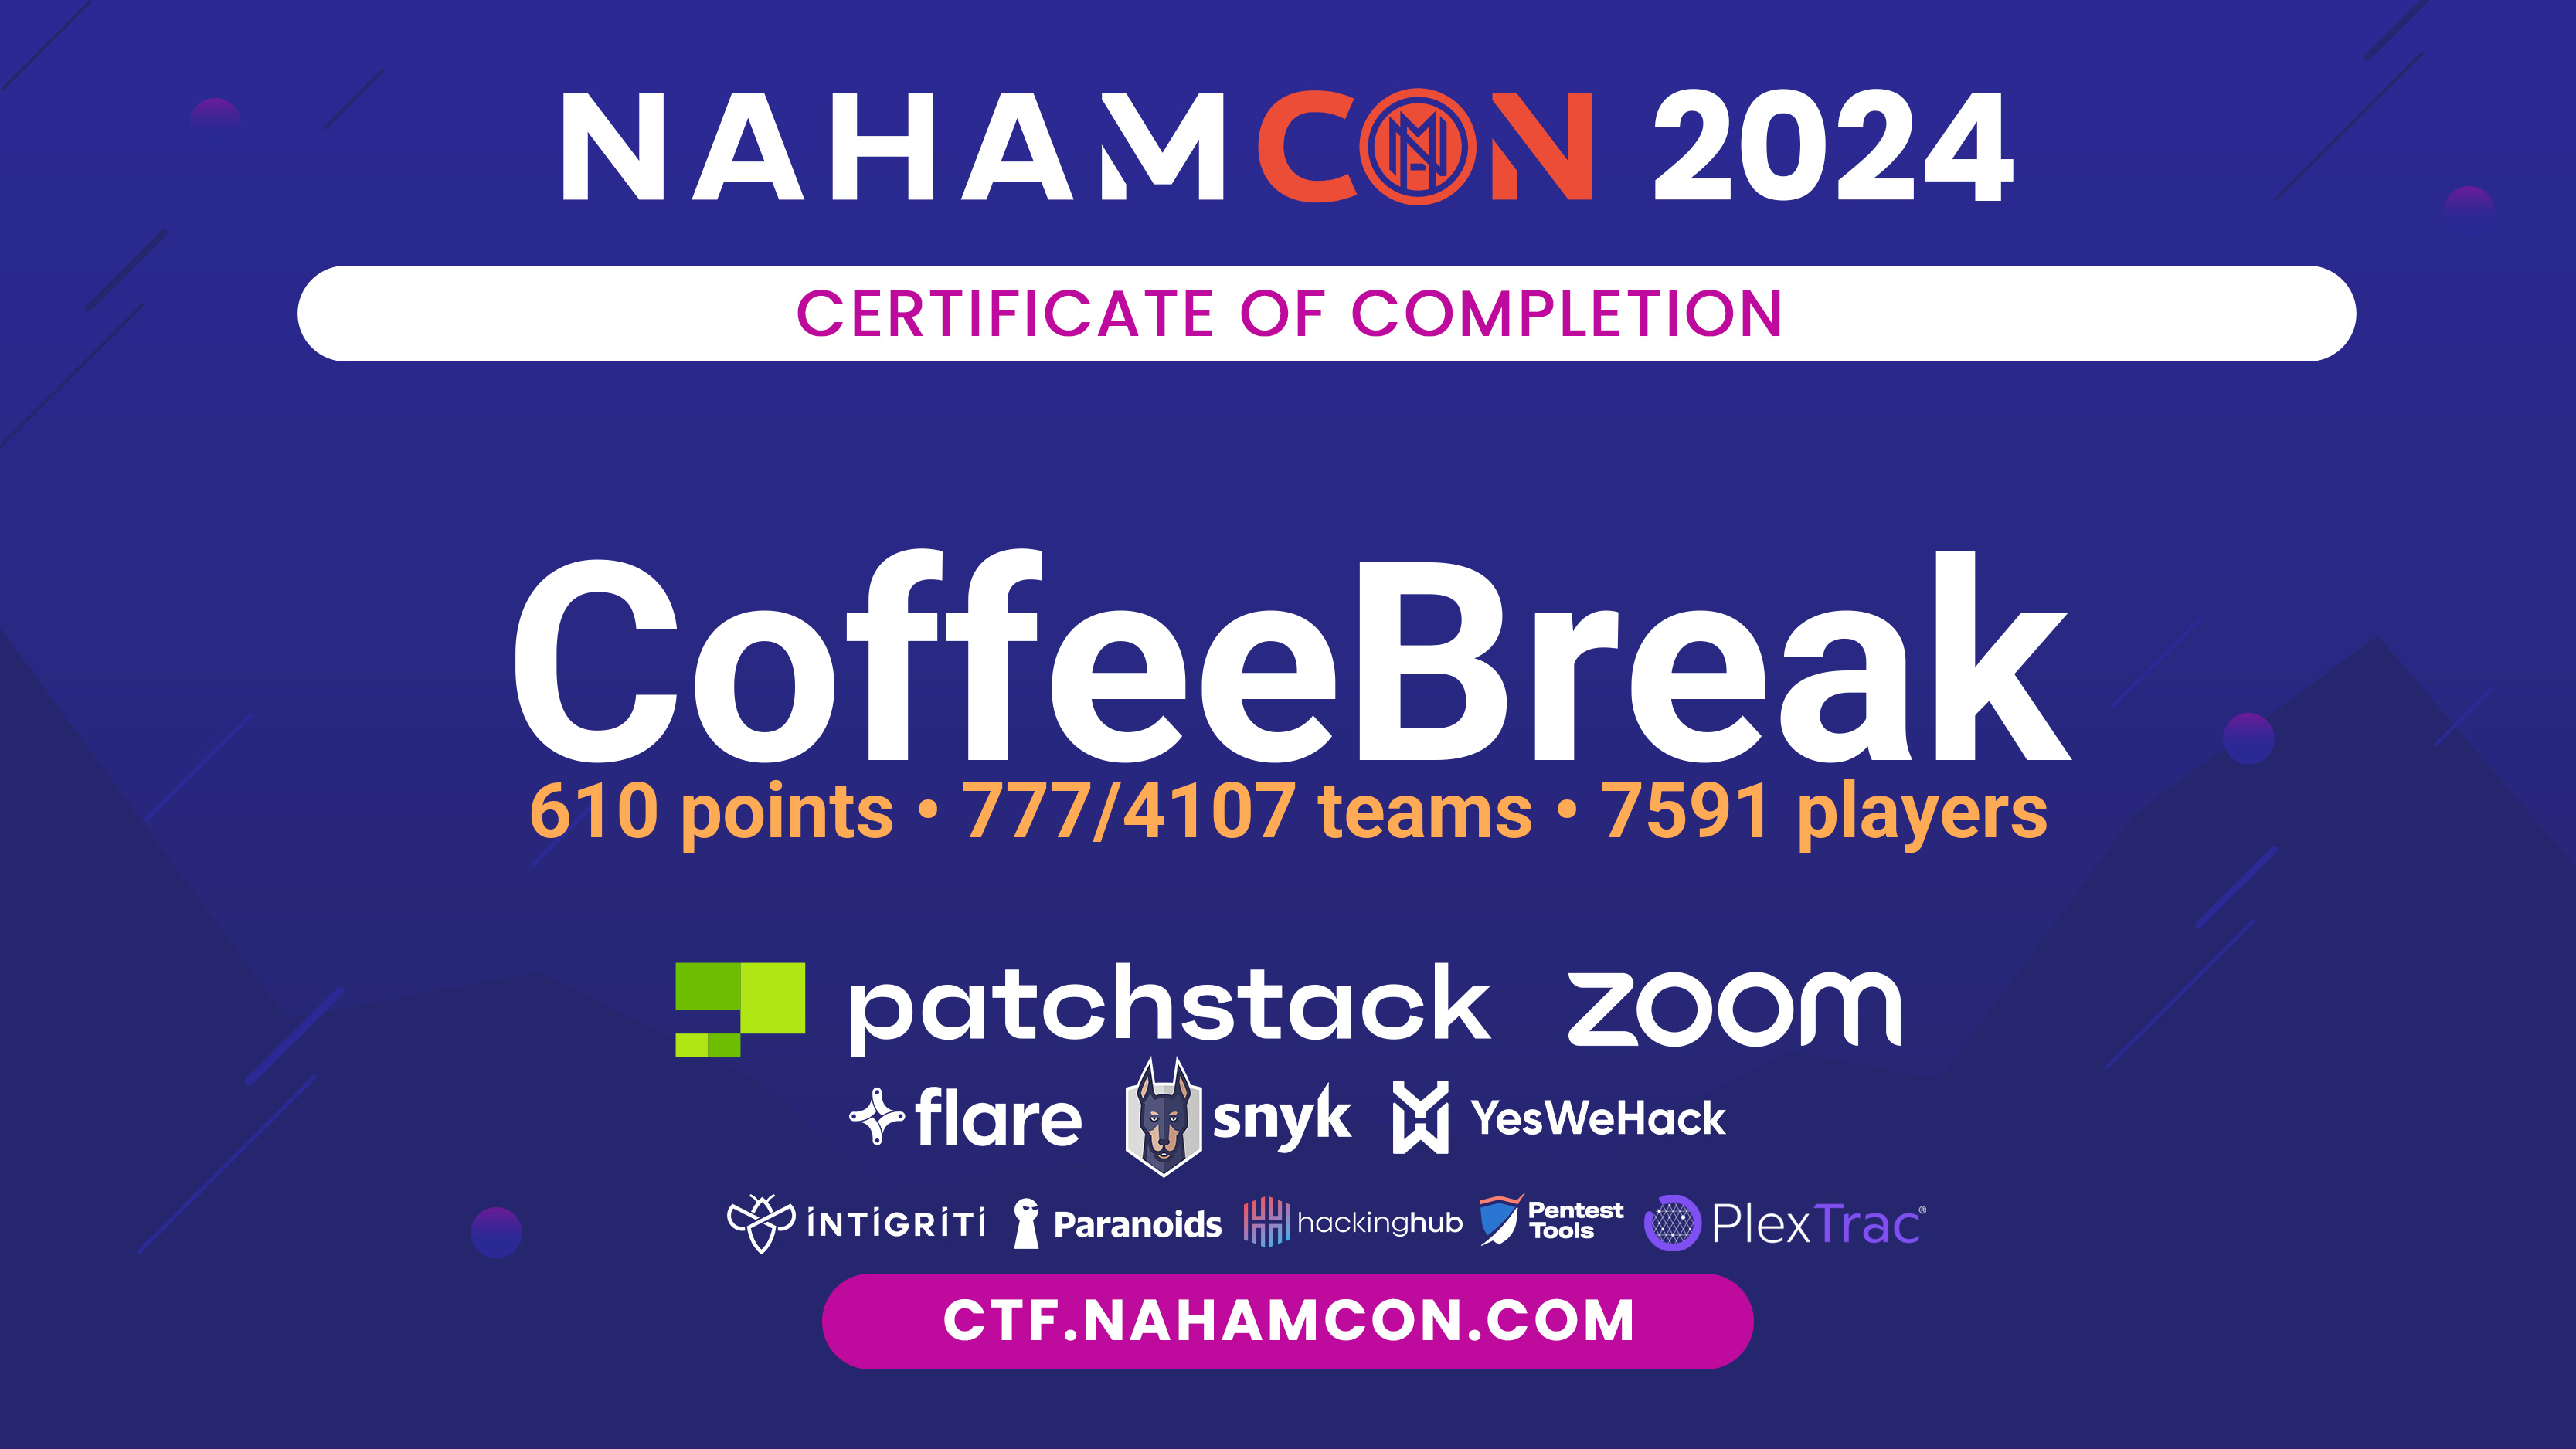 NAHAMCON 2024
CERTIFICATE OF COMPLETION
CoffeeBreak
610 points • 777/4107 teams • 7591 players
patchstack zoom
flare snyk YesWeHack
INTIGRITI Paranoids hackinghub Pentest Tools PlexTrac®
CTF.NAHAMCON.COM